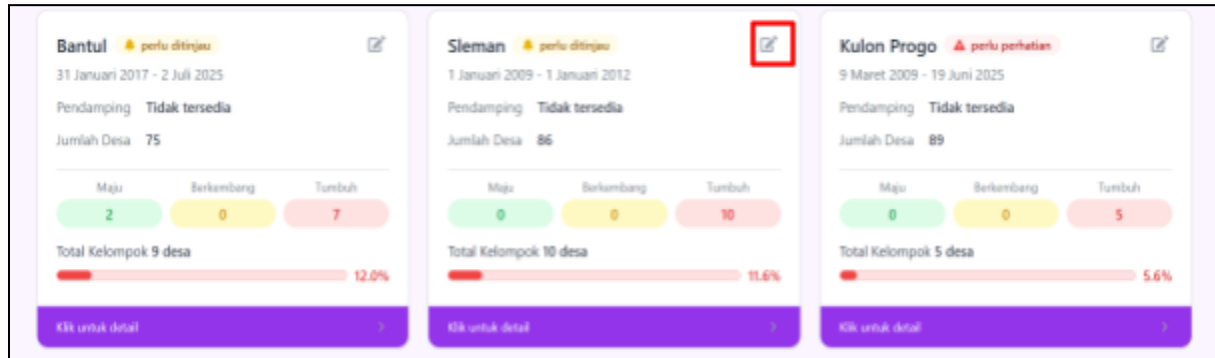 Bantul perlu ditinjau
31 Januari 2017 - 2 Juli 2025
Pendamping Tidak tersedia
Jumlah Desa 75
Maju Berkembang Tumbuh
2 0 7
Total Kelompok 9 desa
12.0%
Klik untuk detail
Sleman perlu ditinjau
1 Januari 2009 - 1 Januari 2012
Pendamping Tidak tersedia
Jumlah Desa 86
Maju Berkembang Tumbuh
0 0 10
Total Kelompok 10 desa
11.6%
Klik untuk detail
Kulon Progo perlu perhatian
9 Maret 2009 - 19 Juni 2025
Pendamping Tidak tersedia
Jumlah Desa 89
Maju Berkembang Tumbuh
0 0 5
Total Kelompok 5 desa
5.6%
Klik untuk detail